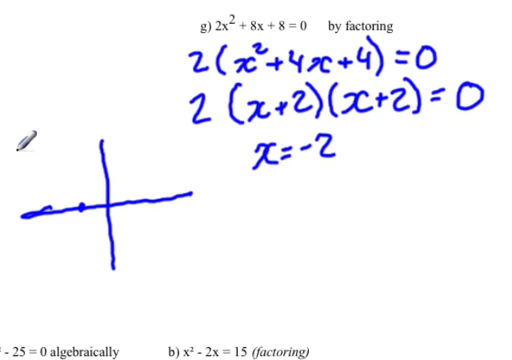 g) 2x² + 8x + 8 = 0 by factoring
2(x²+4x+4)=0
2 (x+2)(x+2)=0
x=-2
- 25 = 0 algebraically b) x² - 2x = 15 (factoring)